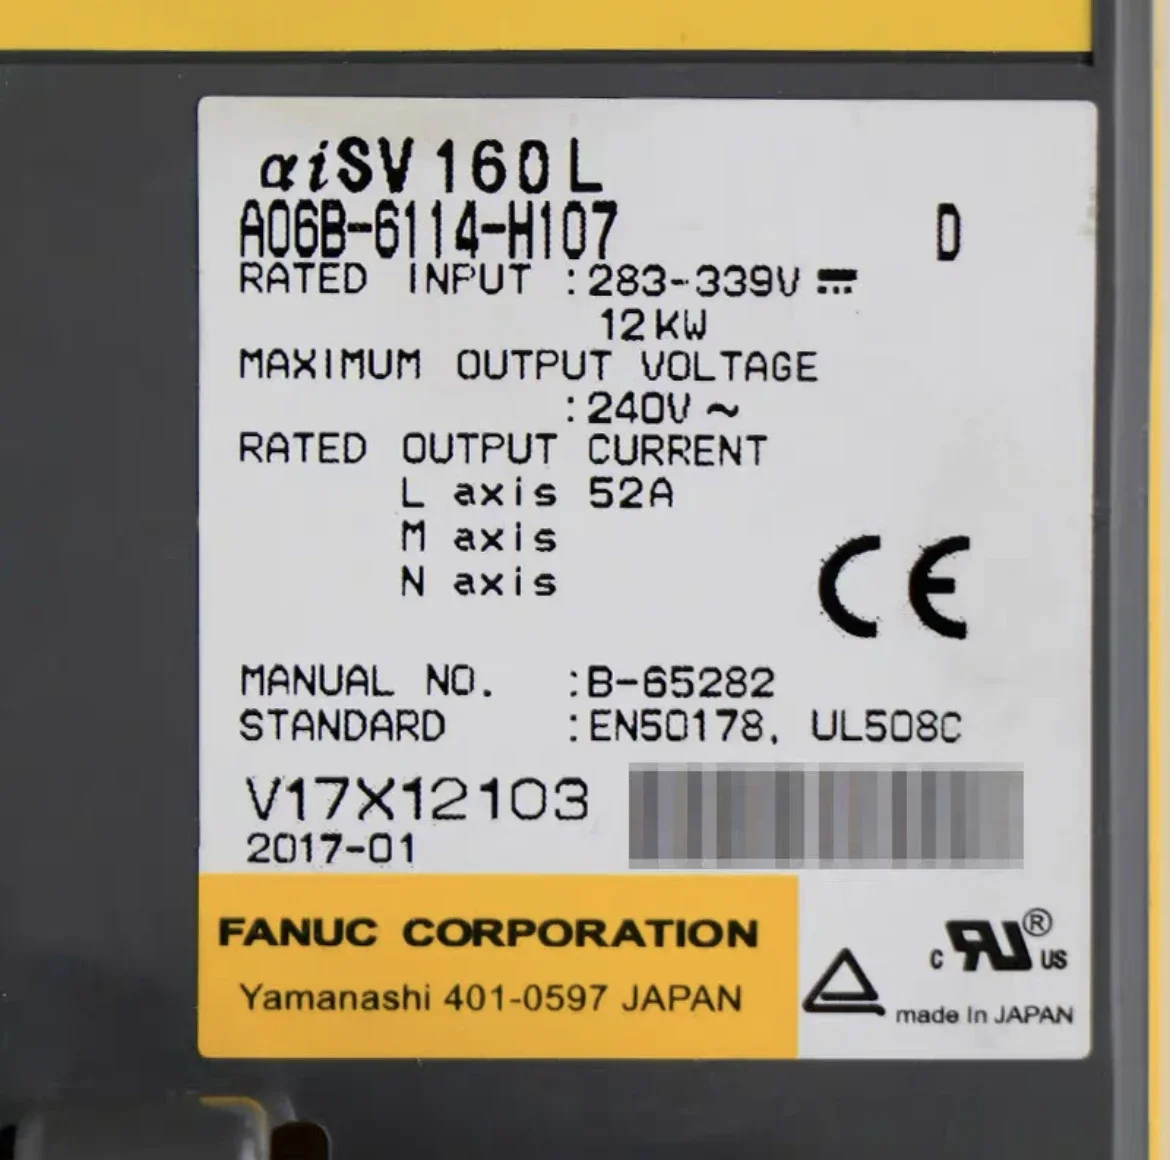 αiSV 160L
A06B-6114-H107 D
RATED INPUT :283-339V ⎓
12KW
MAXIMUM OUTPUT VOLTAGE
:240V ~
RATED OUTPUT CURRENT
L axis 52A
M axis
N axis
CE
MANUAL NO. :B-65282
STANDARD :EN50178, UL508C
V17X12103
2017-01
FANUC CORPORATION
Yamanashi 401-0597 JAPAN
c RU® US
made In JAPAN